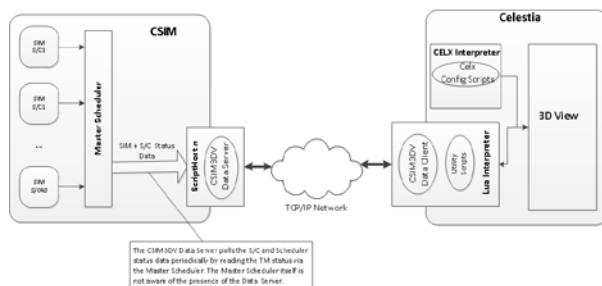 CSIM
SIM
S/C1
SIM
S/C1
...
SIM
Master Scheduler
SIM + S/C Status
Data
ScriptHost n
CSIM3DV
Data Server
TCP/IP Network
Celestia
CELX Interpreter
Celx
Config Scripts
CSIM3DV
Data Client
Utility
Scripts
Lua Interpreter
3D View
The CSIM3DV Data Server polls the S/C and Scheduler
status data periodically by reading the TM status via
the Master Scheduler. The Master Scheduler itself is
not aware of the presence of the Data Server.